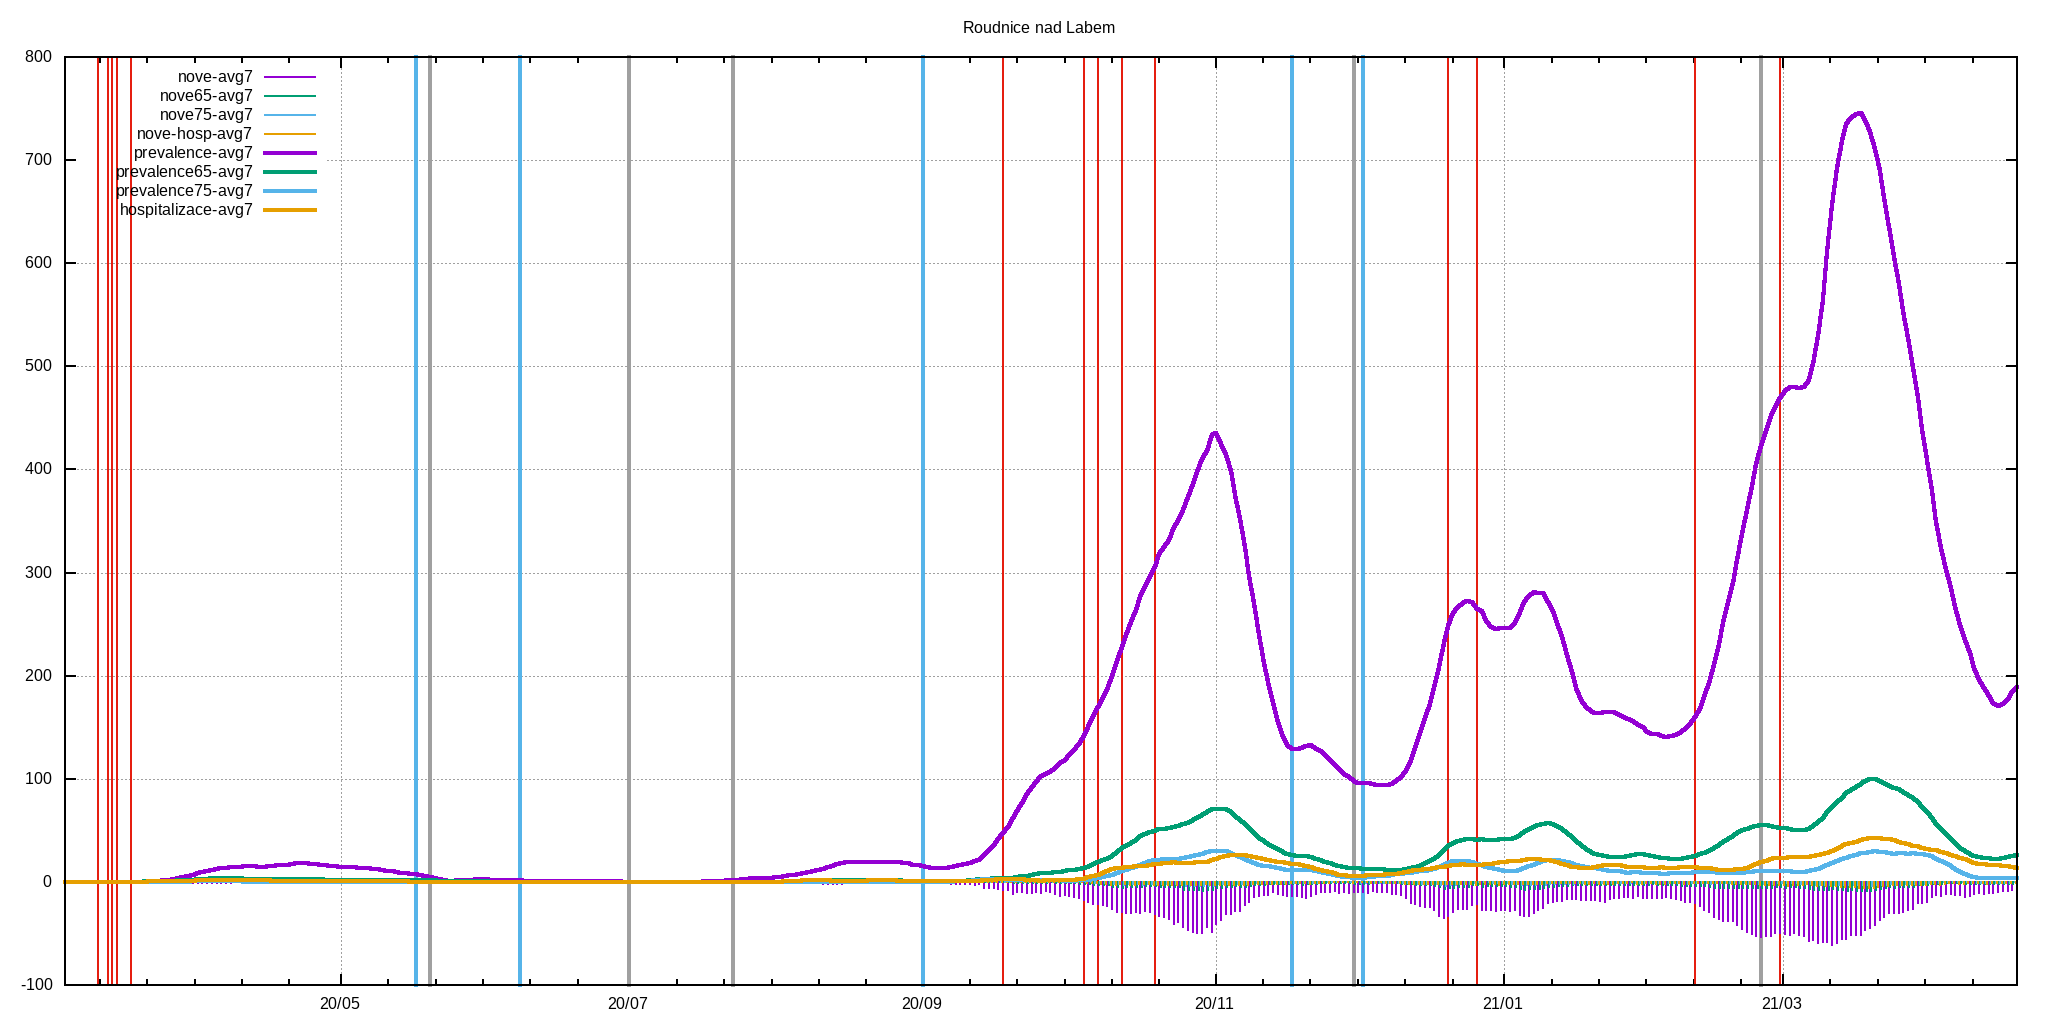 Roudnice nad Labem
800
700
600
500
400
300
200
100
0
-100
nove-avg7
nove65-avg7
nove75-avg7
nove-hosp-avg7
prevalence-avg7
prevalence65-avg7
prevalence75-avg7
hospitalizace-avg7
20/05 20/07 20/09 20/11 21/01 21/03